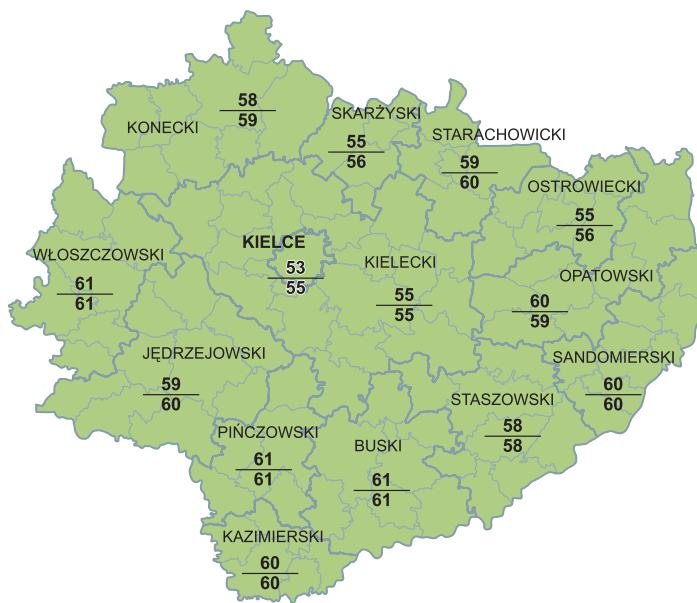 58
59
KONECKI
SKARŻYSKI
55
56
STARACHOWICKI
59
60
OSTROWIECKI
55
56
WŁOSZCZOWSKI
61
61
KIELCE
53
55
KIELECKI
55
55
OPATOWSKI
60
59
JĘDRZEJOWSKI
59
60
SANDOMIERSKI
60
60
STASZOWSKI
58
58
PIŃCZOWSKI
61
61
BUSKI
61
61
KAZIMIERSKI
60
60